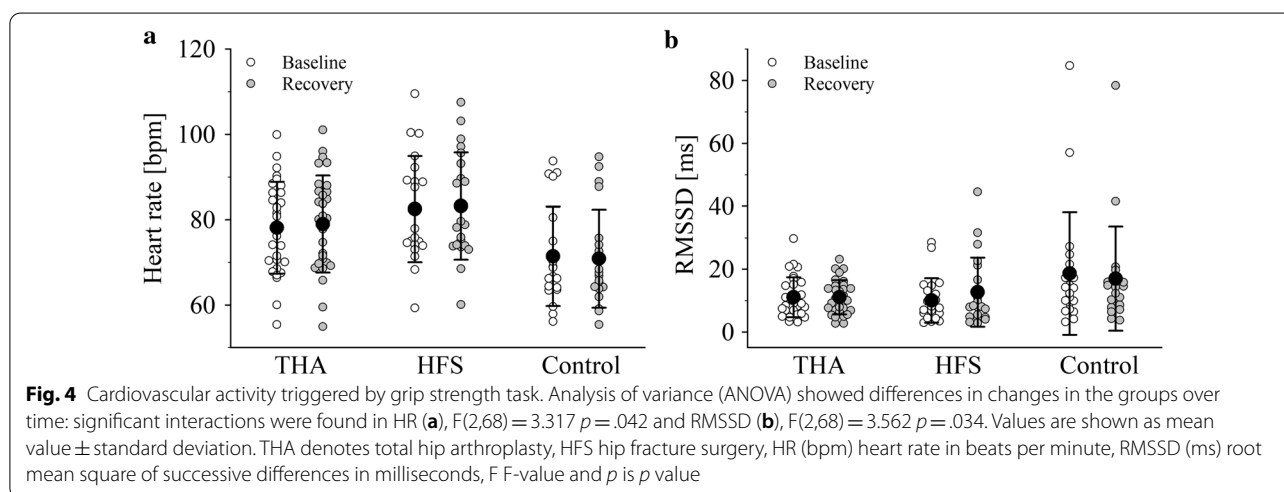 a
120
100
80
60
Heart rate [bpm]
Baseline
Recovery
THA HFS Control
b
80
60
40
20
0
RMSSD [ms]
Baseline
Recovery
THA HFS Control
Fig. 4 Cardiovascular activity triggered by grip strength task. Analysis of variance (ANOVA) showed differences in changes in the groups over
time: significant interactions were found in HR (a), F(2,68) = 3.317 p = .042 and RMSSD (b), F(2,68) = 3.562 p = .034. Values are shown as mean
value ± standard deviation. THA denotes total hip arthroplasty, HFS hip fracture surgery, HR (bpm) heart rate in beats per minute, RMSSD (ms) root
mean square of successive differences in milliseconds, F F-value and p is p value